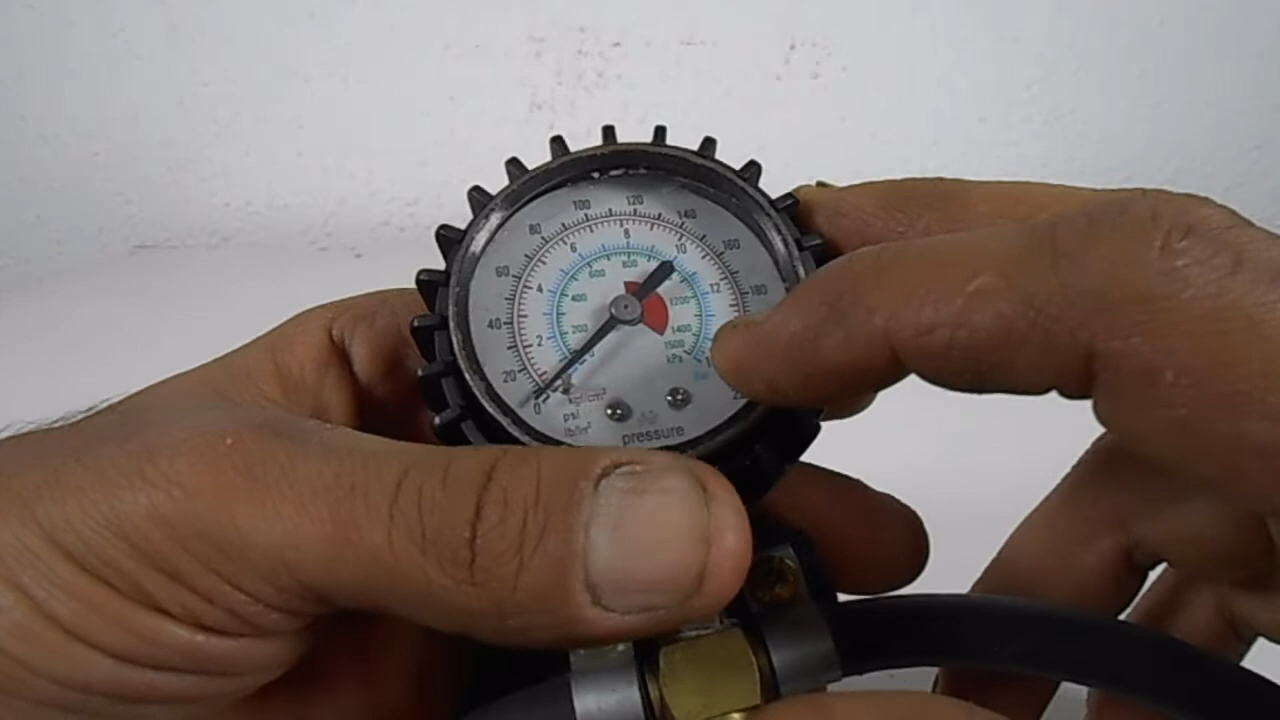 0 20 40 60 80 100 120 140 160 180
2 4 6 8 10 12
200 400 600 800 1200 1400 1500
kPa
kgf/cm²
psi
lb/in²
pressure